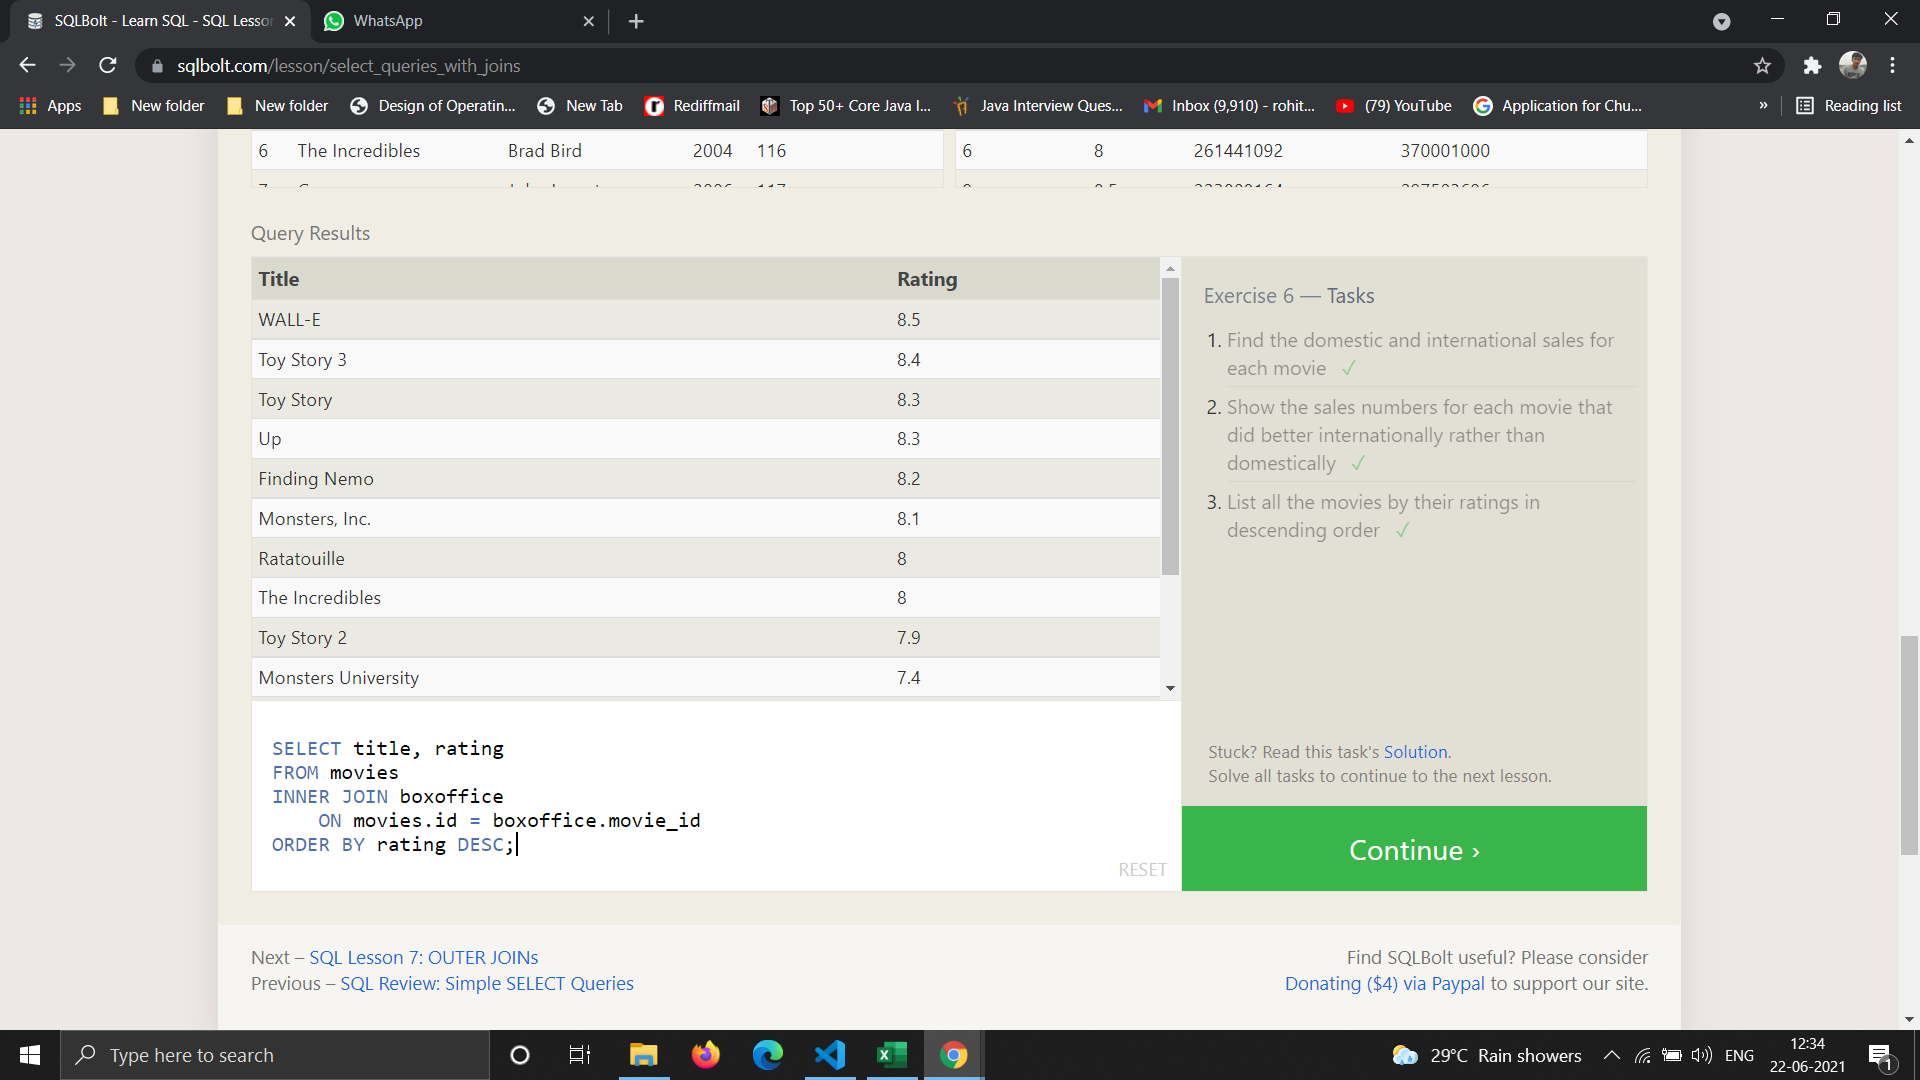 SQLBolt - Learn SQL - SQL Lesso
WhatsApp
sqlbolt.com/lesson/select_queries_with_joins
Apps New folder New folder Design of Operatin... New Tab Rediffmail Top 50+ Core Java I... Java Interview Ques... Inbox (9,910) - rohit... (79) YouTube Application for Chu... » Reading list
6 The Incredibles Brad Bird 2004 116
6 8 261441092 370001000
Query Results
Title Rating
WALL-E 8.5
Toy Story 3 8.4
Toy Story 8.3
Up 8.3
Finding Nemo 8.2
Monsters, Inc. 8.1
Ratatouille 8
The Incredibles 8
Toy Story 2 7.9
Monsters University 7.4
Exercise 6 — Tasks
1. Find the domestic and international sales for
each movie ✓
2. Show the sales numbers for each movie that
did better internationally rather than
domestically ✓
3. List all the movies by their ratings in
descending order ✓
SELECT title, rating
FROM movies
INNER JOIN boxoffice
ON movies.id = boxoffice.movie_id
ORDER BY rating DESC;
RESET
Stuck? Read this task's Solution.
Solve all tasks to continue to the next lesson.
Continue ›
Next – SQL Lesson 7: OUTER JOINs
Previous – SQL Review: Simple SELECT Queries
Find SQLBolt useful? Please consider
Donating ($4) via Paypal to support our site.
Type here to search
29°C Rain showers
ENG
12:34
22-06-2021
1